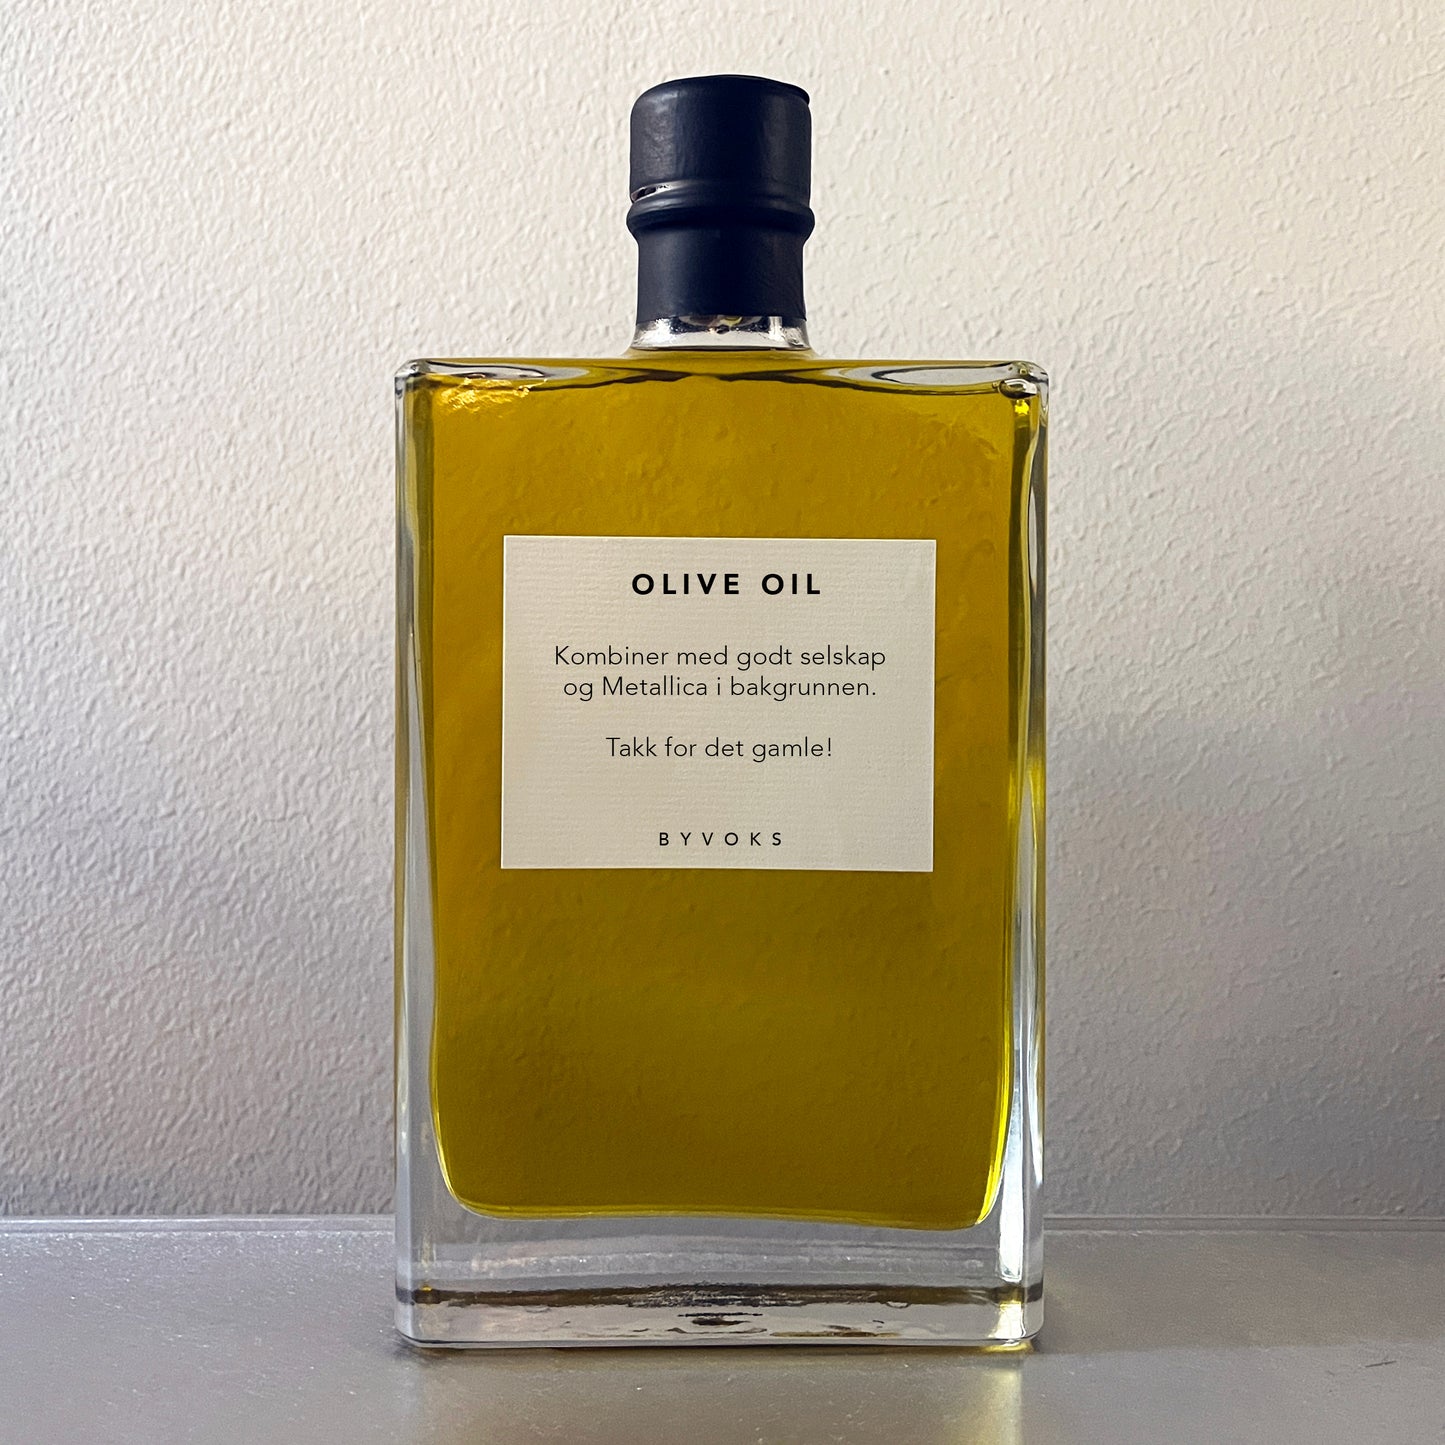 OLIVE OIL
Kombiner med godt selskap
og Metallica i bakgrunnen.
Takk for det gamle!
BYVOKS